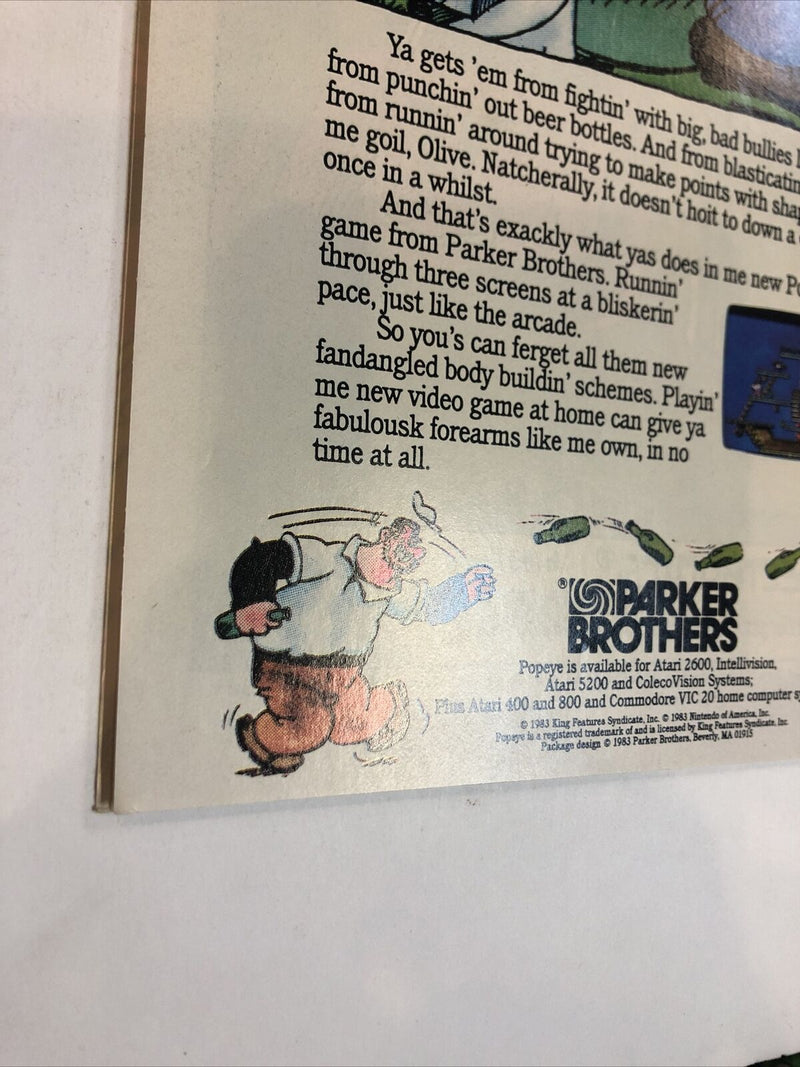 Ya gets 'em from fightin' with big, bad bullies
from punchin' out beer bottles. And from blasticatin
from runnin' around trying to make points with
me goil, Olive. Natcherally, it doesn't hoit to down a
once in a whilst.
And that's exackly what yas does in me new
game from Parker Brothers. Runnin'
through three screens at a bliskerin'
pace, just like the arcade.
So you's can ferget all them new
fandangled body buildin' schemes. Playin'
me new video game at home can give ya
fabulousk forearms like me own, in no
time at all.
® PARKER
BROTHERS
Popeye is available for Atari 2600, Intellivision,
Atari 5200 and ColecoVision Systems;
Plus Atari 400 and 800 and Commodore VIC 20 home computer
© 1983 King Features Syndicate, Inc. © 1983 Nintendo of America, Inc.
Popeye is a registered trademark of and is licensed by King Features Syndicate, Inc.
Package design © 1983 Parker Brothers, Beverly, MA 01915